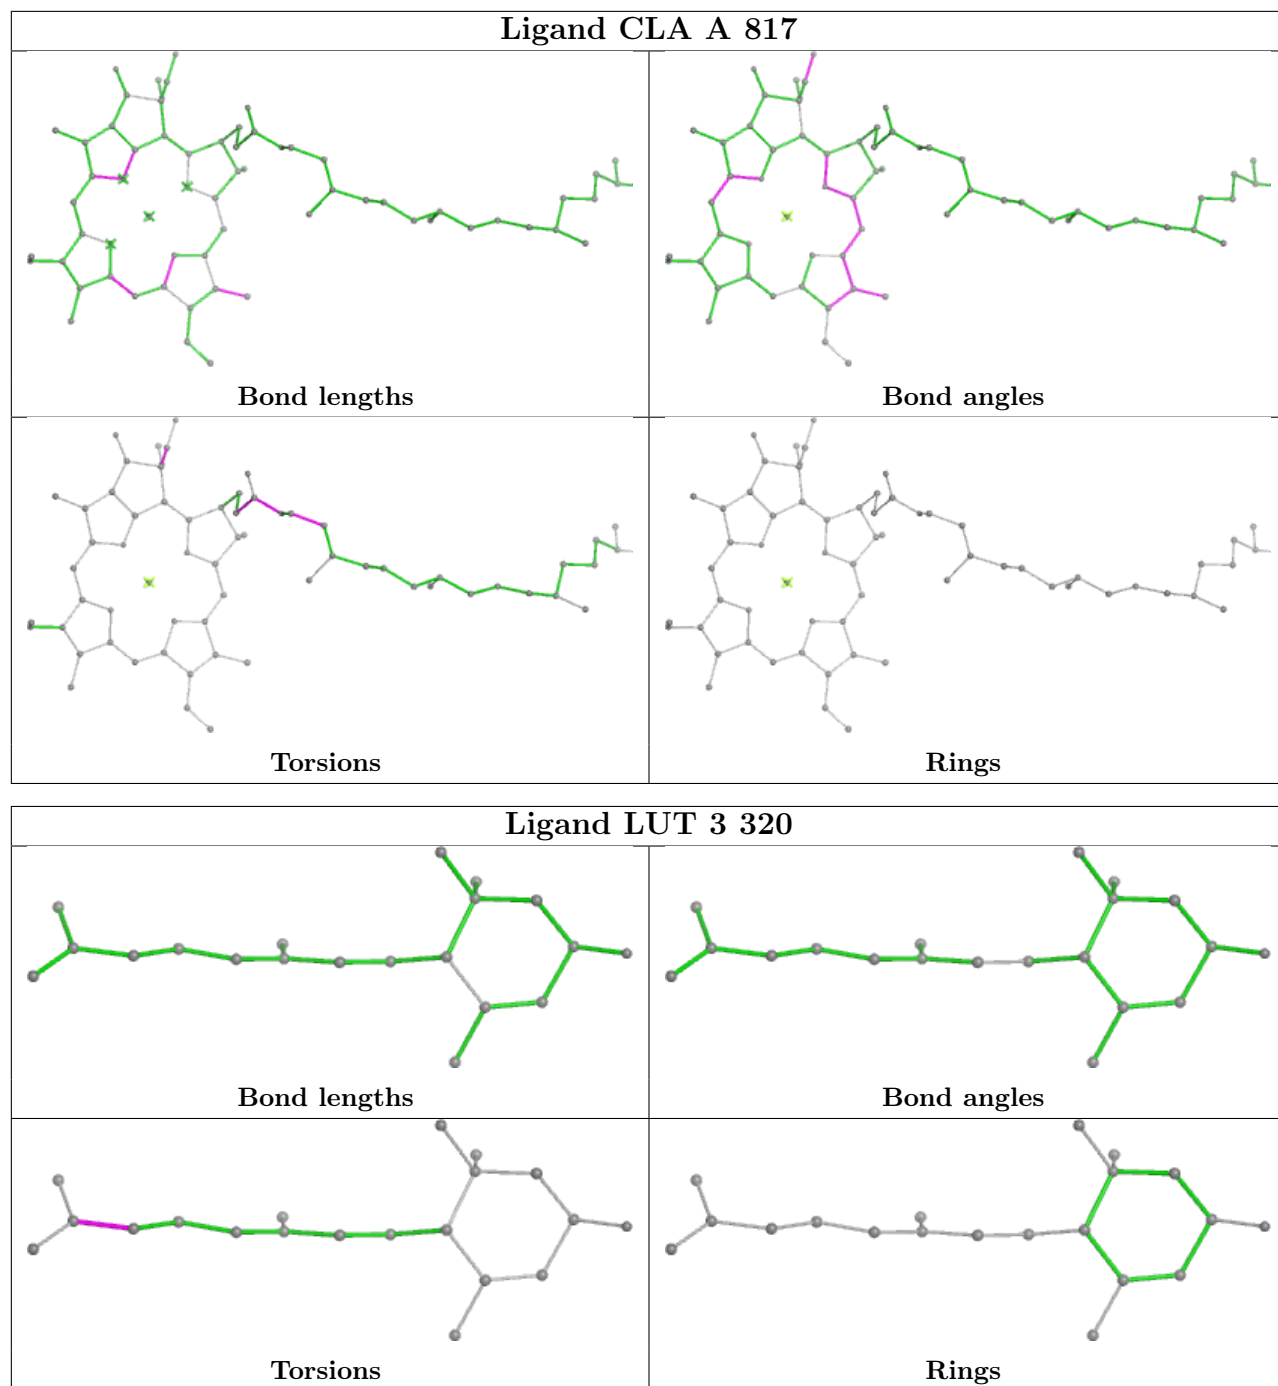 Ligand CLA A 817
Bond lengths
Bond angles
Torsions
Rings
Ligand LUT 3 320
Bond lengths
Bond angles
Torsions
Rings